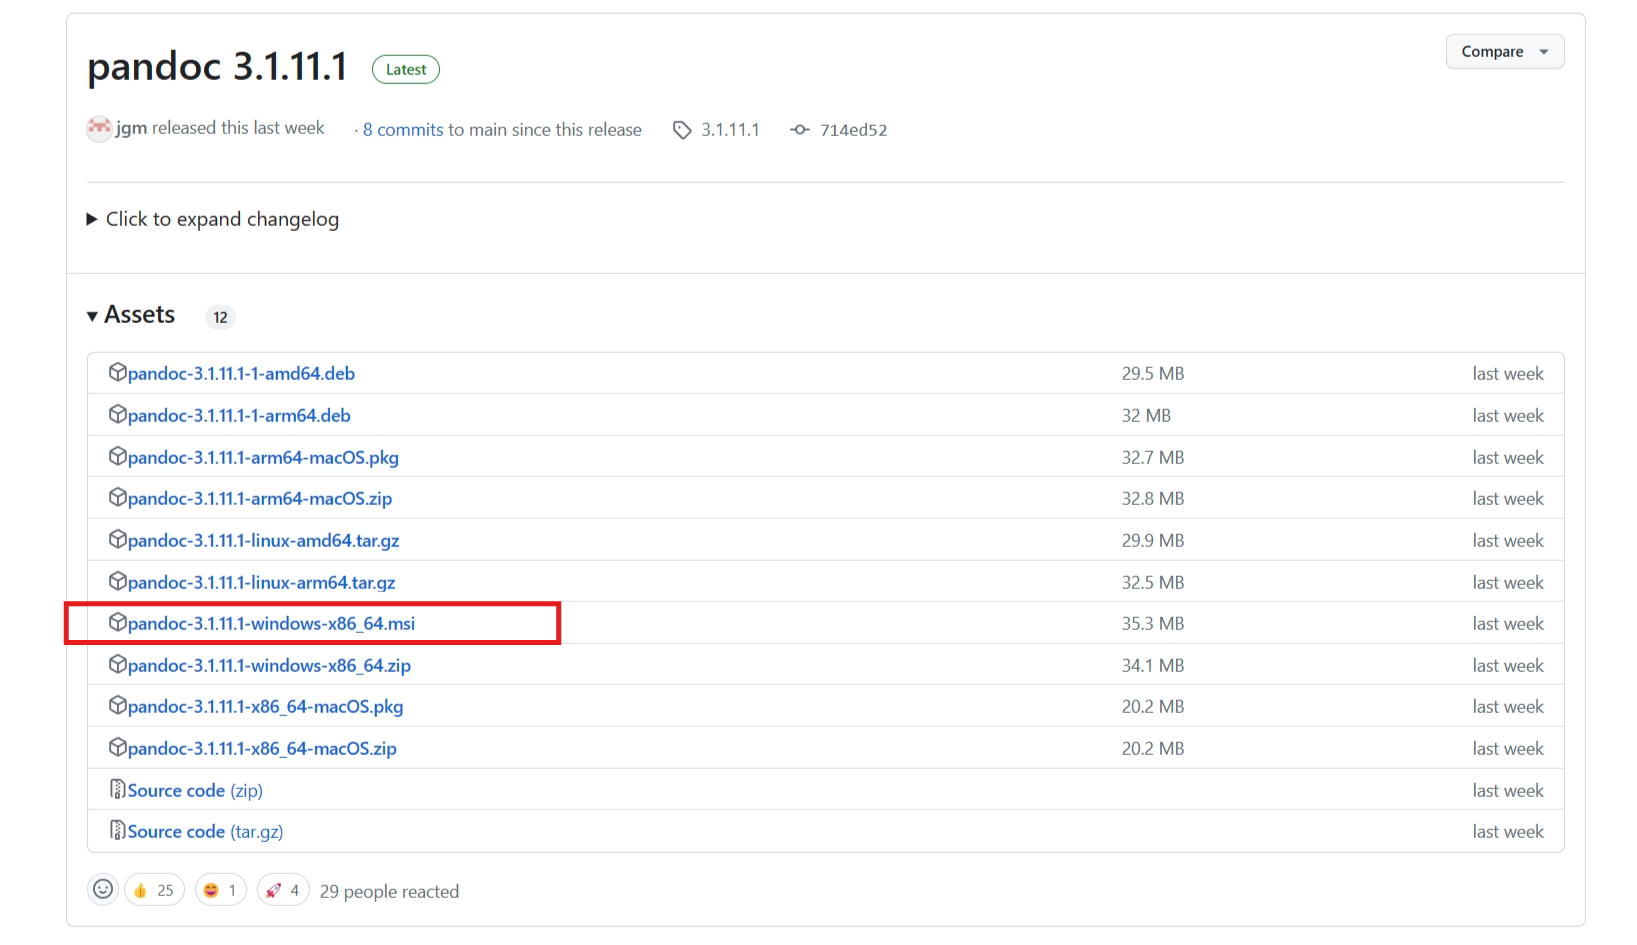 pandoc 3.1.11.1 Latest Compare
jgm released this last week · 8 commits to main since this release 3.1.11.1 714ed52
Click to expand changelog
Assets 12
pandoc-3.1.11.1-1-amd64.deb 29.5 MB last week
pandoc-3.1.11.1-1-arm64.deb 32 MB last week
pandoc-3.1.11.1-arm64-macOS.pkg 32.7 MB last week
pandoc-3.1.11.1-arm64-macOS.zip 32.8 MB last week
pandoc-3.1.11.1-linux-amd64.tar.gz 29.9 MB last week
pandoc-3.1.11.1-linux-arm64.tar.gz 32.5 MB last week
pandoc-3.1.11.1-windows-x86_64.msi 35.3 MB last week
pandoc-3.1.11.1-windows-x86_64.zip 34.1 MB last week
pandoc-3.1.11.1-x86_64-macOS.pkg 20.2 MB last week
pandoc-3.1.11.1-x86_64-macOS.zip 20.2 MB last week
Source code (zip) last week
Source code (tar.gz) last week
25 1 4 29 people reacted